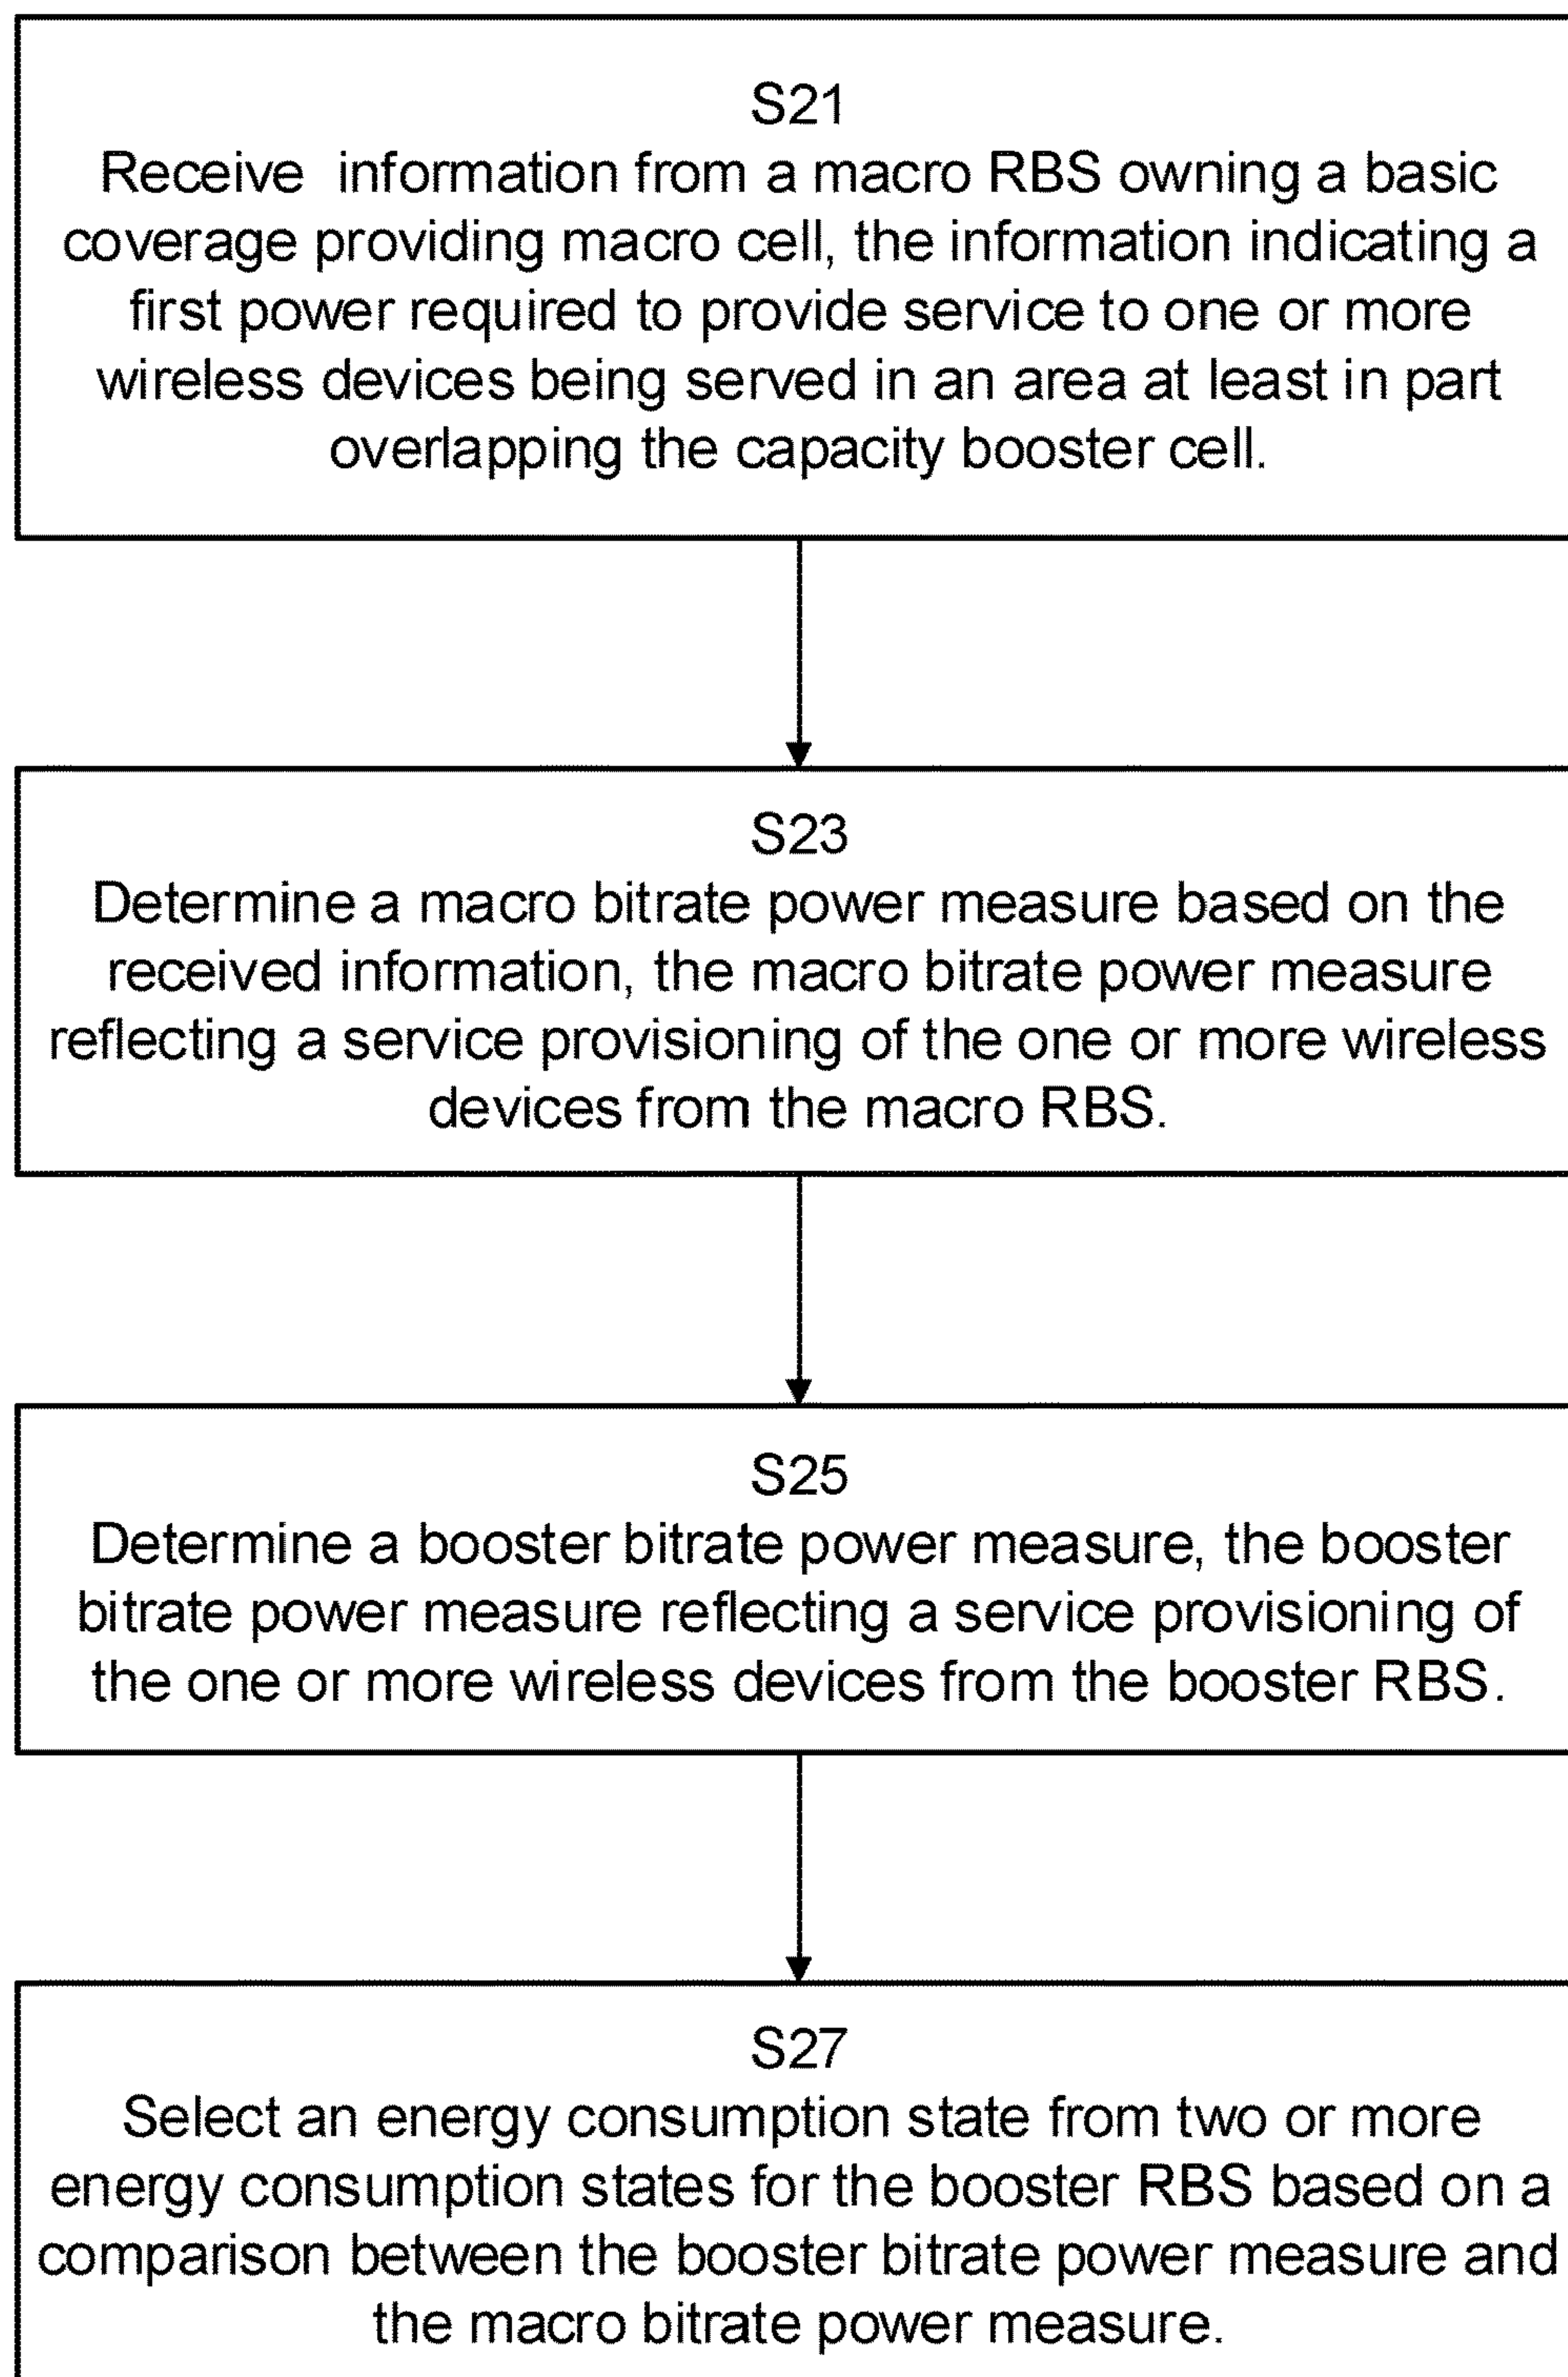 S21
Receive information from a macro RBS owning a basic
coverage providing macro cell, the information indicating a
first power required to provide service to one or more
wireless devices being served in an area at least in part
overlapping the capacity booster cell.
S23
Determine a macro bitrate power measure based on the
received information, the macro bitrate power measure
reflecting a service provisioning of the one or more wireless
devices from the macro RBS.
S25
Determine a booster bitrate power measure, the booster
bitrate power measure reflecting a service provisioning of
the one or more wireless devices from the booster RBS.
S27
Select an energy consumption state from two or more
energy consumption states for the booster RBS based on a
comparison between the booster bitrate power measure and
the macro bitrate power measure.